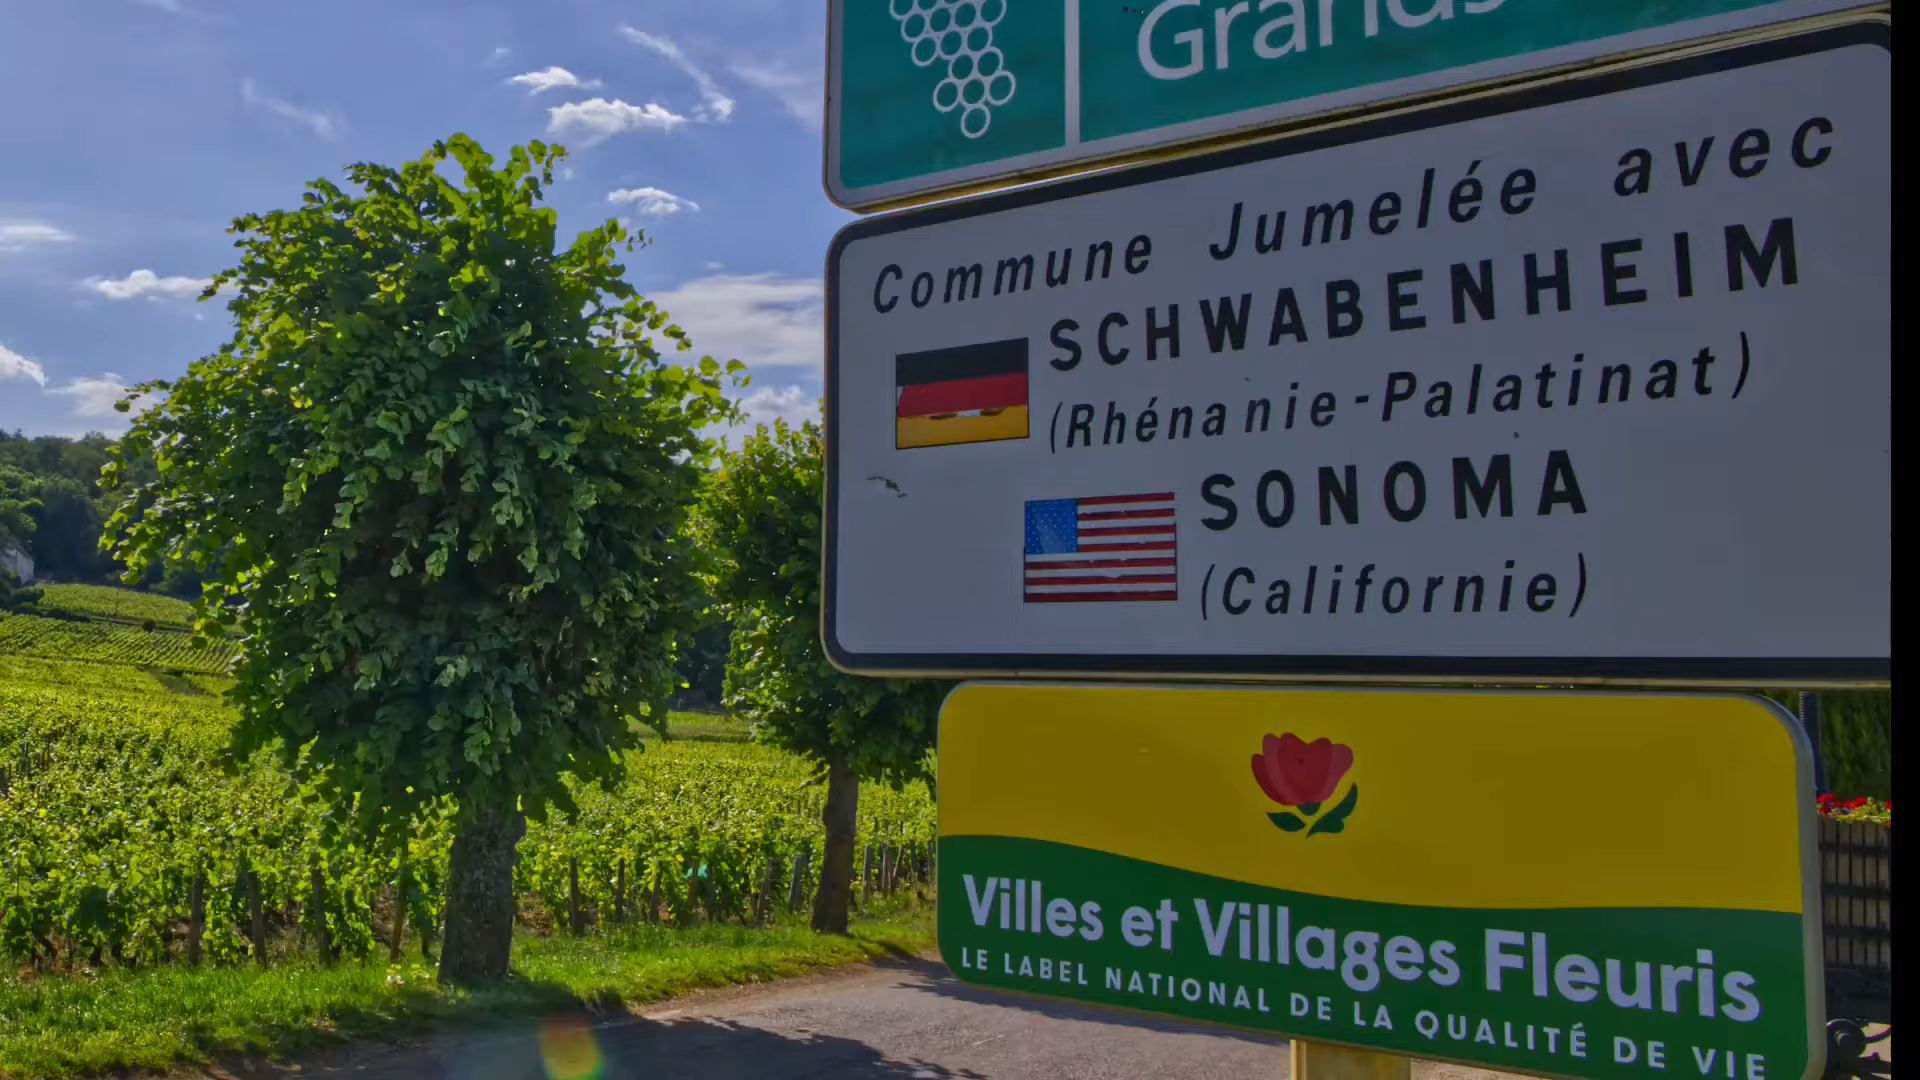 Grands
Commune Jumelée avec
SCHWABENHEIM
(Rhénanie-Palatinat)
SONOMA
(Californie)
Villes et Villages Fleuris
LE LABEL NATIONAL DE LA QUALITÉ DE VIE